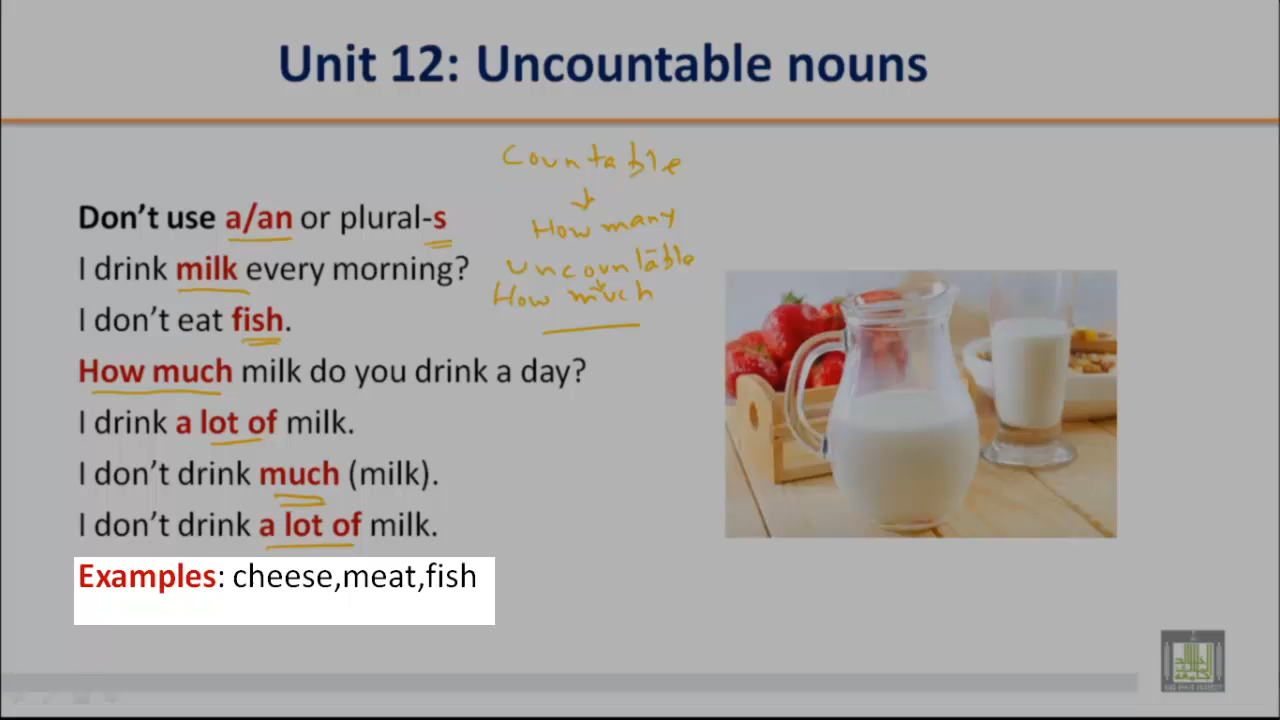 Unit 12: Uncountable nouns
Countable
How many
uncountable
How much
Don't use a/an or plural-s
I drink milk every morning?
I don't eat fish.
How much milk do you drink a day?
I drink a lot of milk.
I don't drink much (milk).
I don't drink a lot of milk.
Examples: cheese,meat,fish